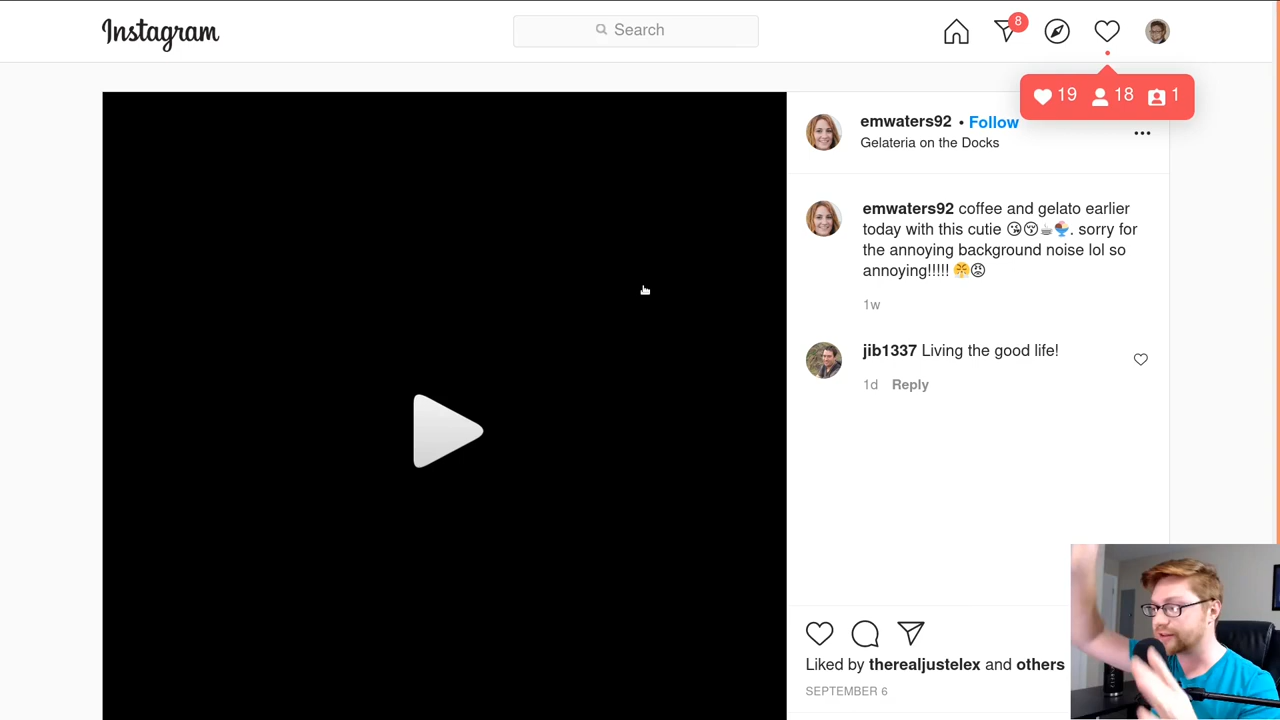 Instagram
Search
8
19 18 1
emwaters92 • Follow
Gelateria on the Docks
emwaters92 coffee and gelato earlier
today with this cutie 😘😚☕🍨. sorry for
the annoying background noise lol so
annoying!!!!! 😤😡
1w
jib1337 Living the good life!
1d Reply
Liked by therealjustelex and others
SEPTEMBER 6